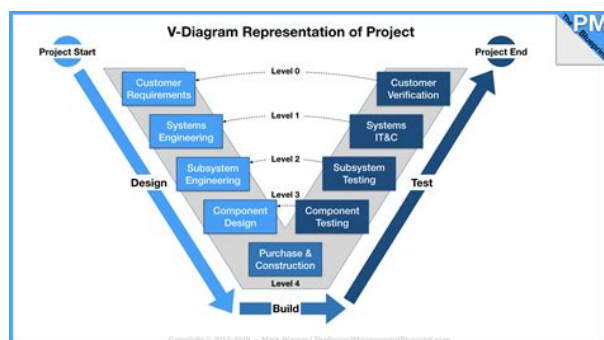 V-Diagram Representation of Project
PM
The
Blueprint
Project Start
Project End
Level 0
Customer
Requirements
Customer
Verification
Level 1
Systems
Engineering
Systems
IT&C
Level 2
Subsystem
Engineering
Subsystem
Testing
Design
Test
Level 3
Component
Design
Component
Testing
Purchase &
Construction
Level 4
Build